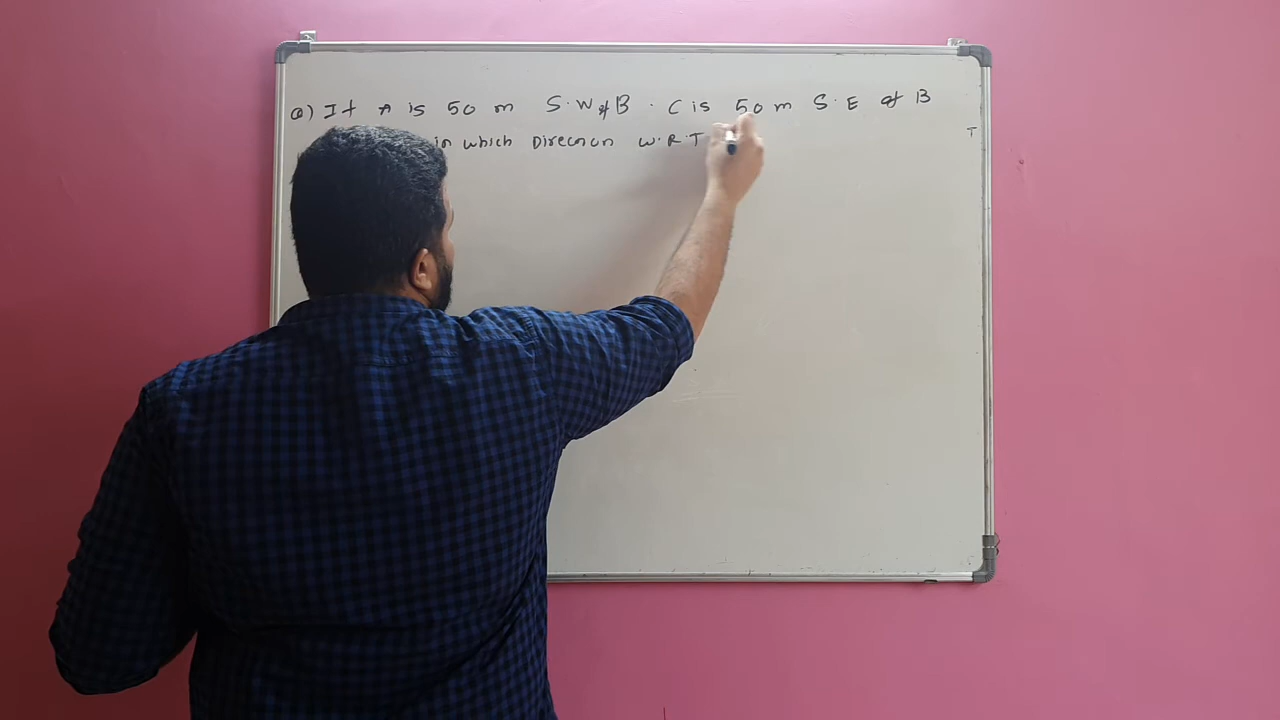 Q) If A is 50 m S.W of B. C is 50 m S.E of B
in which Direction W.R.T
T